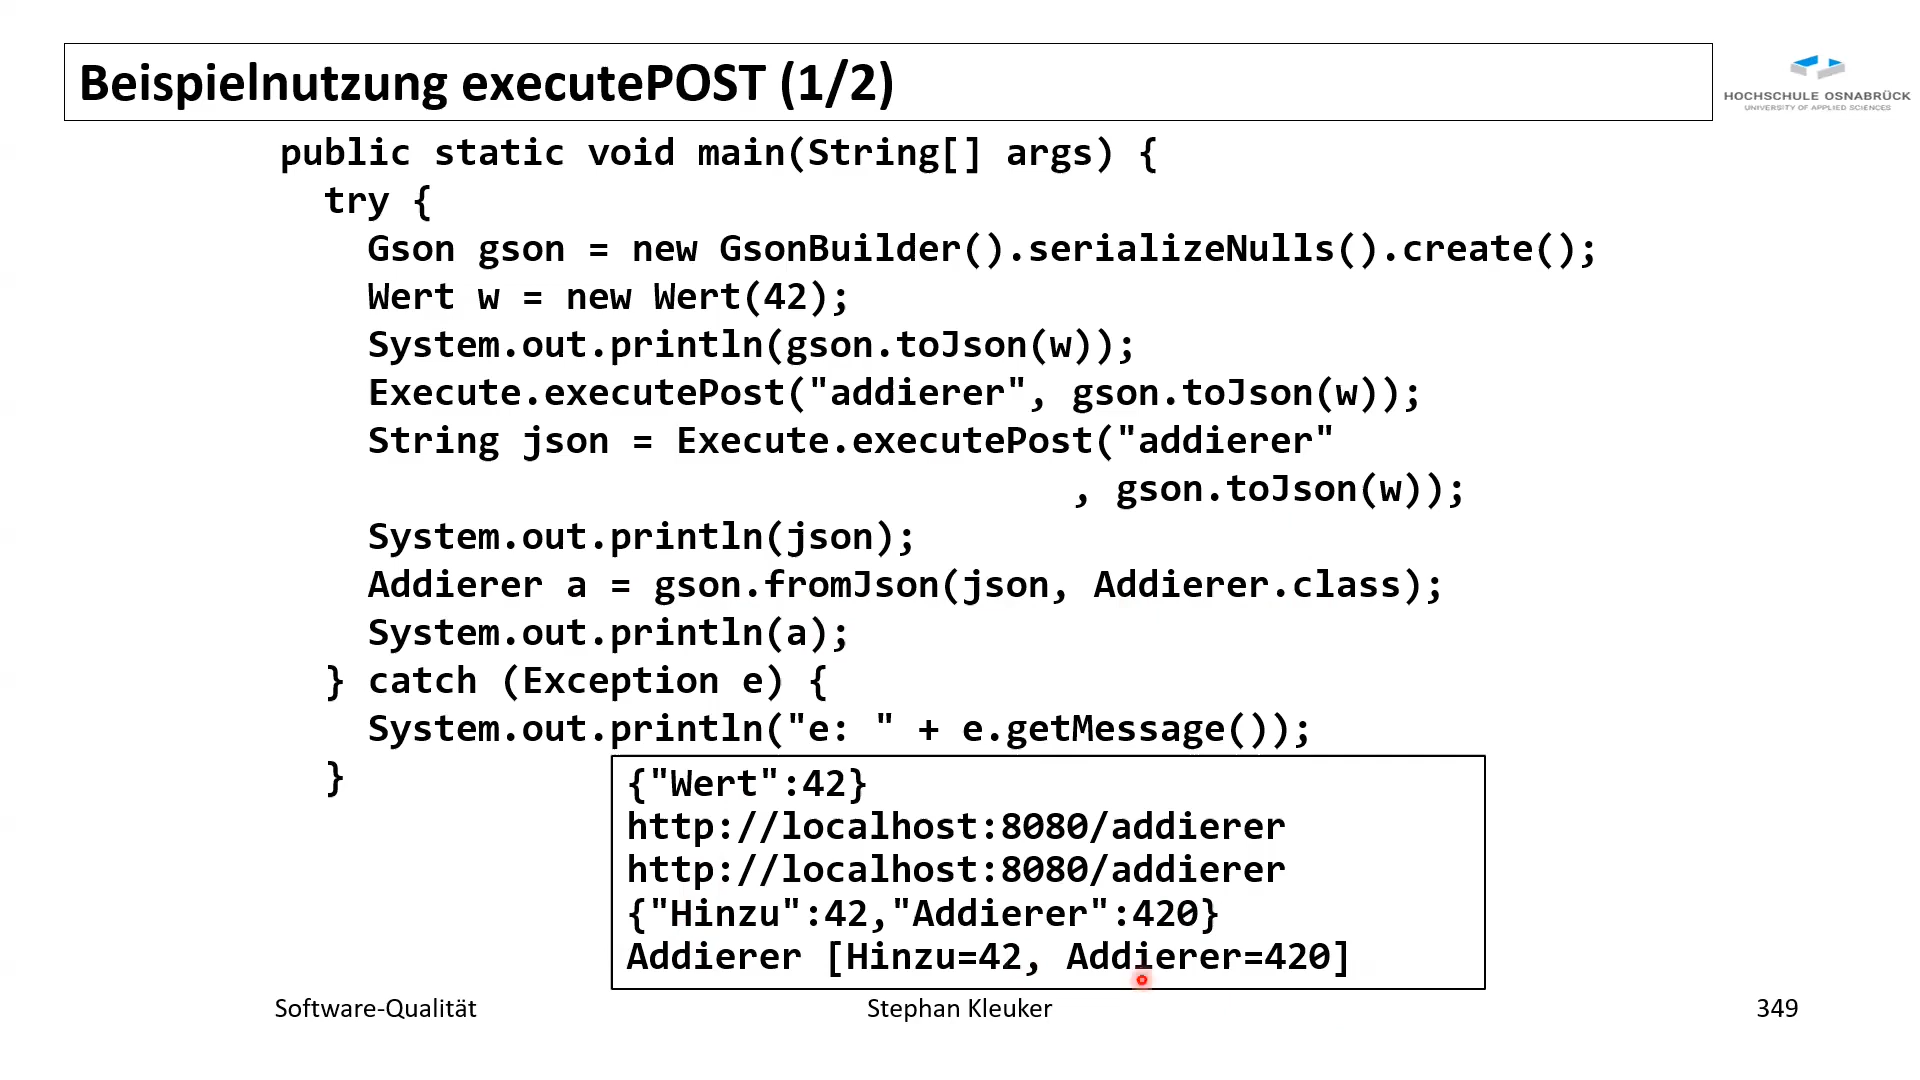 Beispielnutzung executePOST (1/2)
HOCHSCHULE OSNABRÜCK
UNIVERSITY OF APPLIED SCIENCES
public static void main(String[] args) {
try {
Gson gson = new GsonBuilder().serializeNulls().create();
Wert w = new Wert(42);
System.out.println(gson.toJson(w));
Execute.executePost("addierer", gson.toJson(w));
String json = Execute.executePost("addierer"
, gson.toJson(w));
System.out.println(json);
Addierer a = gson.fromJson(json, Addierer.class);
System.out.println(a);
} catch (Exception e) {
System.out.println("e: " + e.getMessage());
}
{"Wert":42}
http://localhost:8080/addierer
http://localhost:8080/addierer
{"Hinzu":42,"Addierer":420}
Addierer [Hinzu=42, Addierer=420]
Software-Qualität
Stephan Kleuker
349